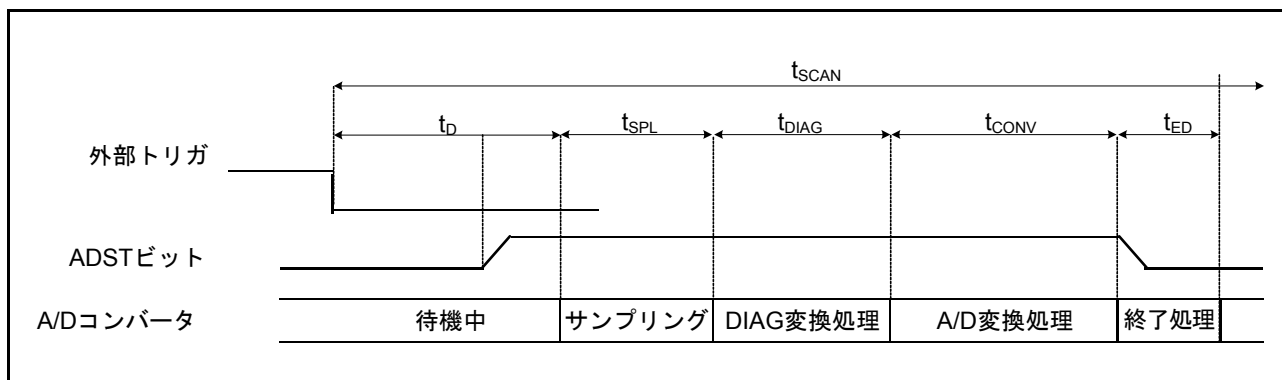 tSCAN
tD tSPL tDIAG tCONV tED
外部トリガ
ADSTビット
A/Dコンバータ 待機中 サンプリング DIAG変換処理 A/D変換処理 終了処理